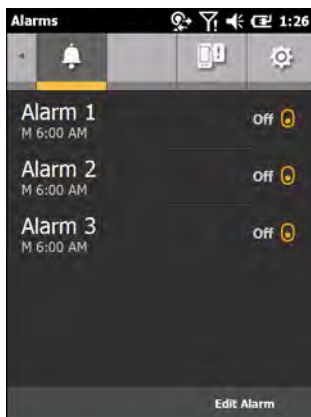 Alarms 1:26
Alarm 1
M 6:00 AM
Off
Alarm 2
M 6:00 AM
Off
Alarm 3
M 6:00 AM
Off
Edit Alarm